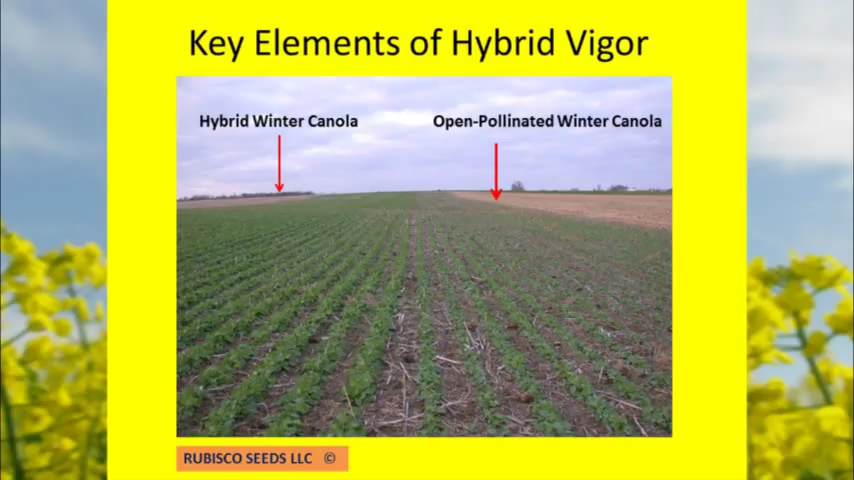 Key Elements of Hybrid Vigor
Hybrid Winter Canola
Open-Pollinated Winter Canola
RUBISCO SEEDS LLC ©